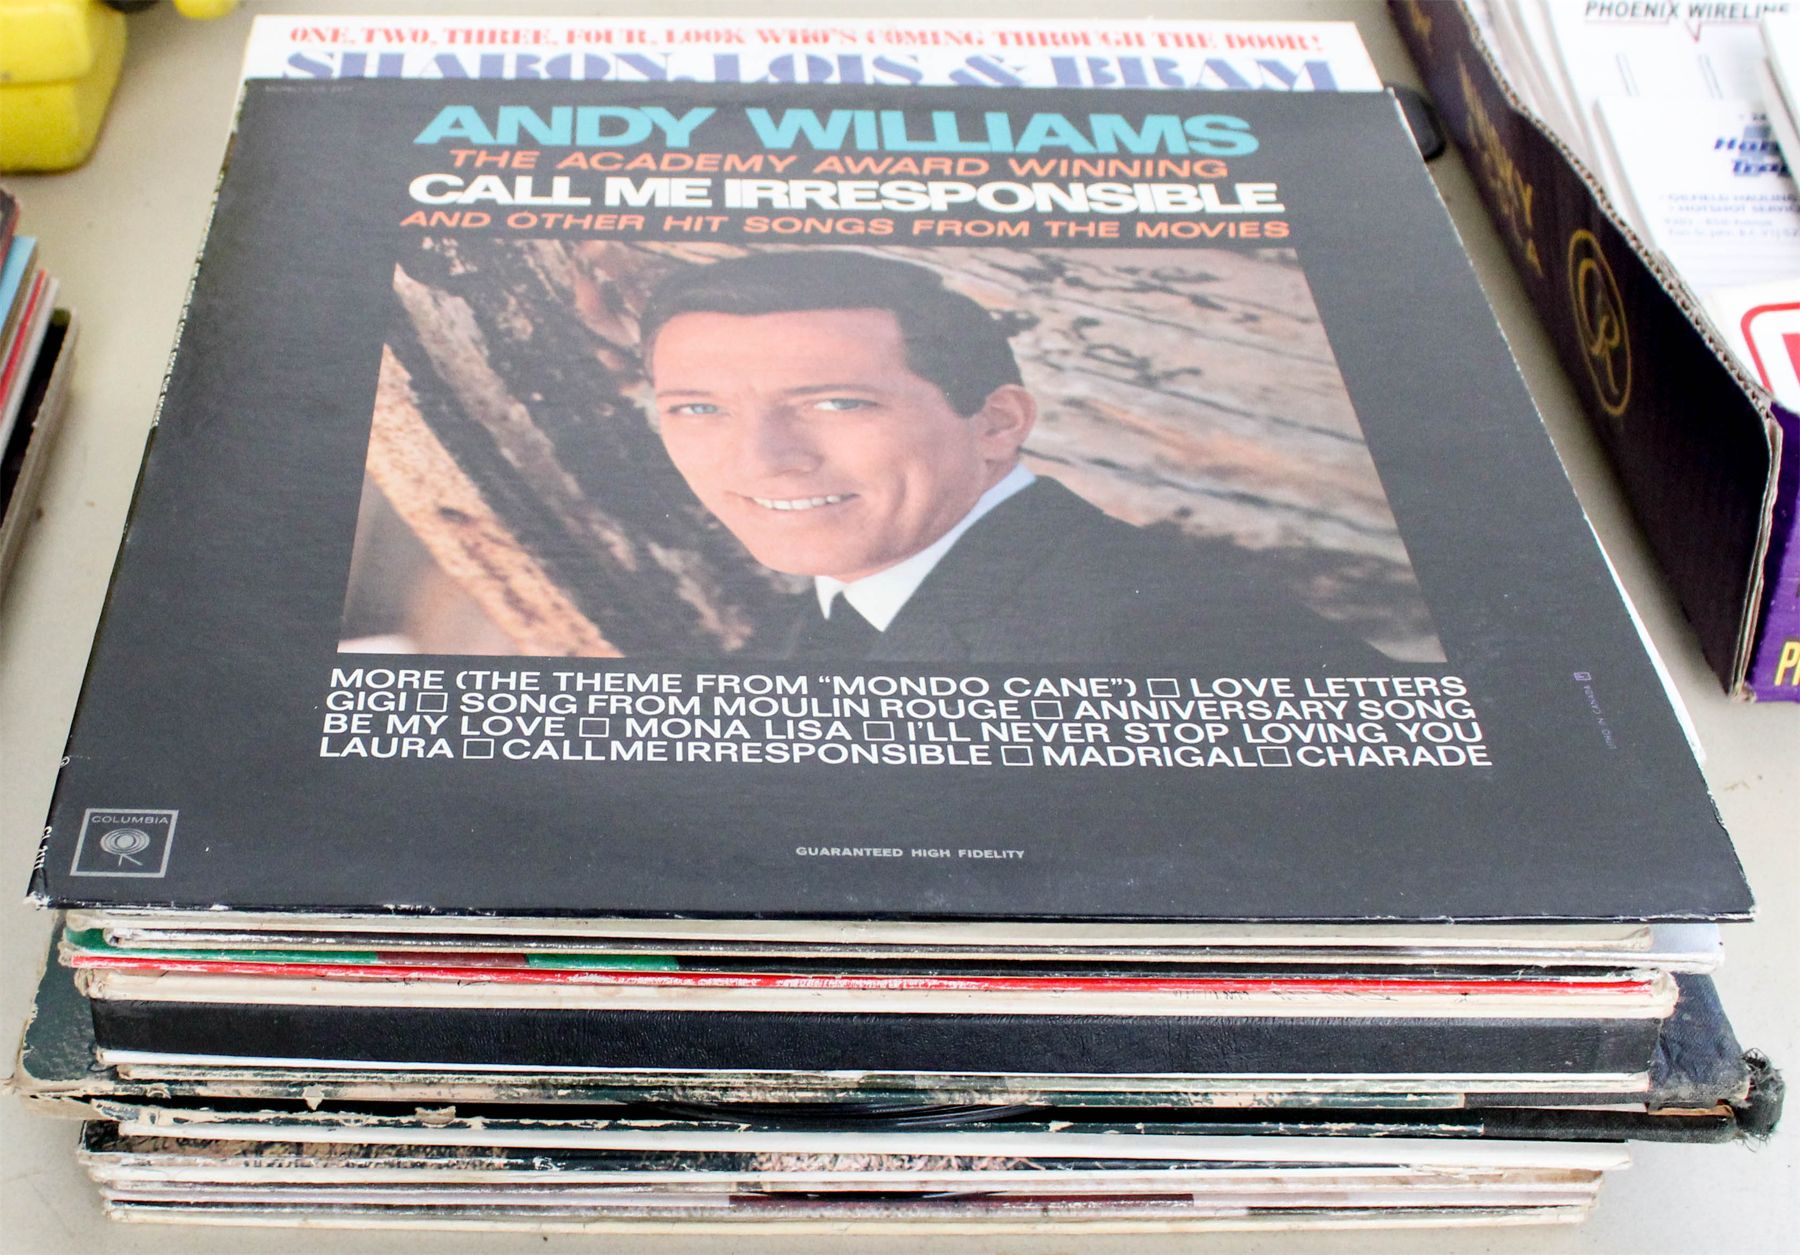 ONE, TWO, THREE, FOUR, LOOK WHO'S COMING THROUGH THE DOOR!
SHARON, LOIS & BRAM
ANDY WILLIAMS
THE ACADEMY AWARD WINNING
CALL ME IRRESPONSIBLE
AND OTHER HIT SONGS FROM THE MOVIES
MORE (THE THEME FROM “MONDO CANE”) □ LOVE LETTERS
GIGI □ SONG FROM MOULIN ROUGE □ ANNIVERSARY SONG
BE MY LOVE □ MONA LISA □ I'LL NEVER STOP LOVING YOU
LAURA □ CALL ME IRRESPONSIBLE □ MADRIGAL □ CHARADE
LITHO IN CANADA
COLUMBIA
GUARANTEED HIGH FIDELITY
PHOENIX WIRELINE